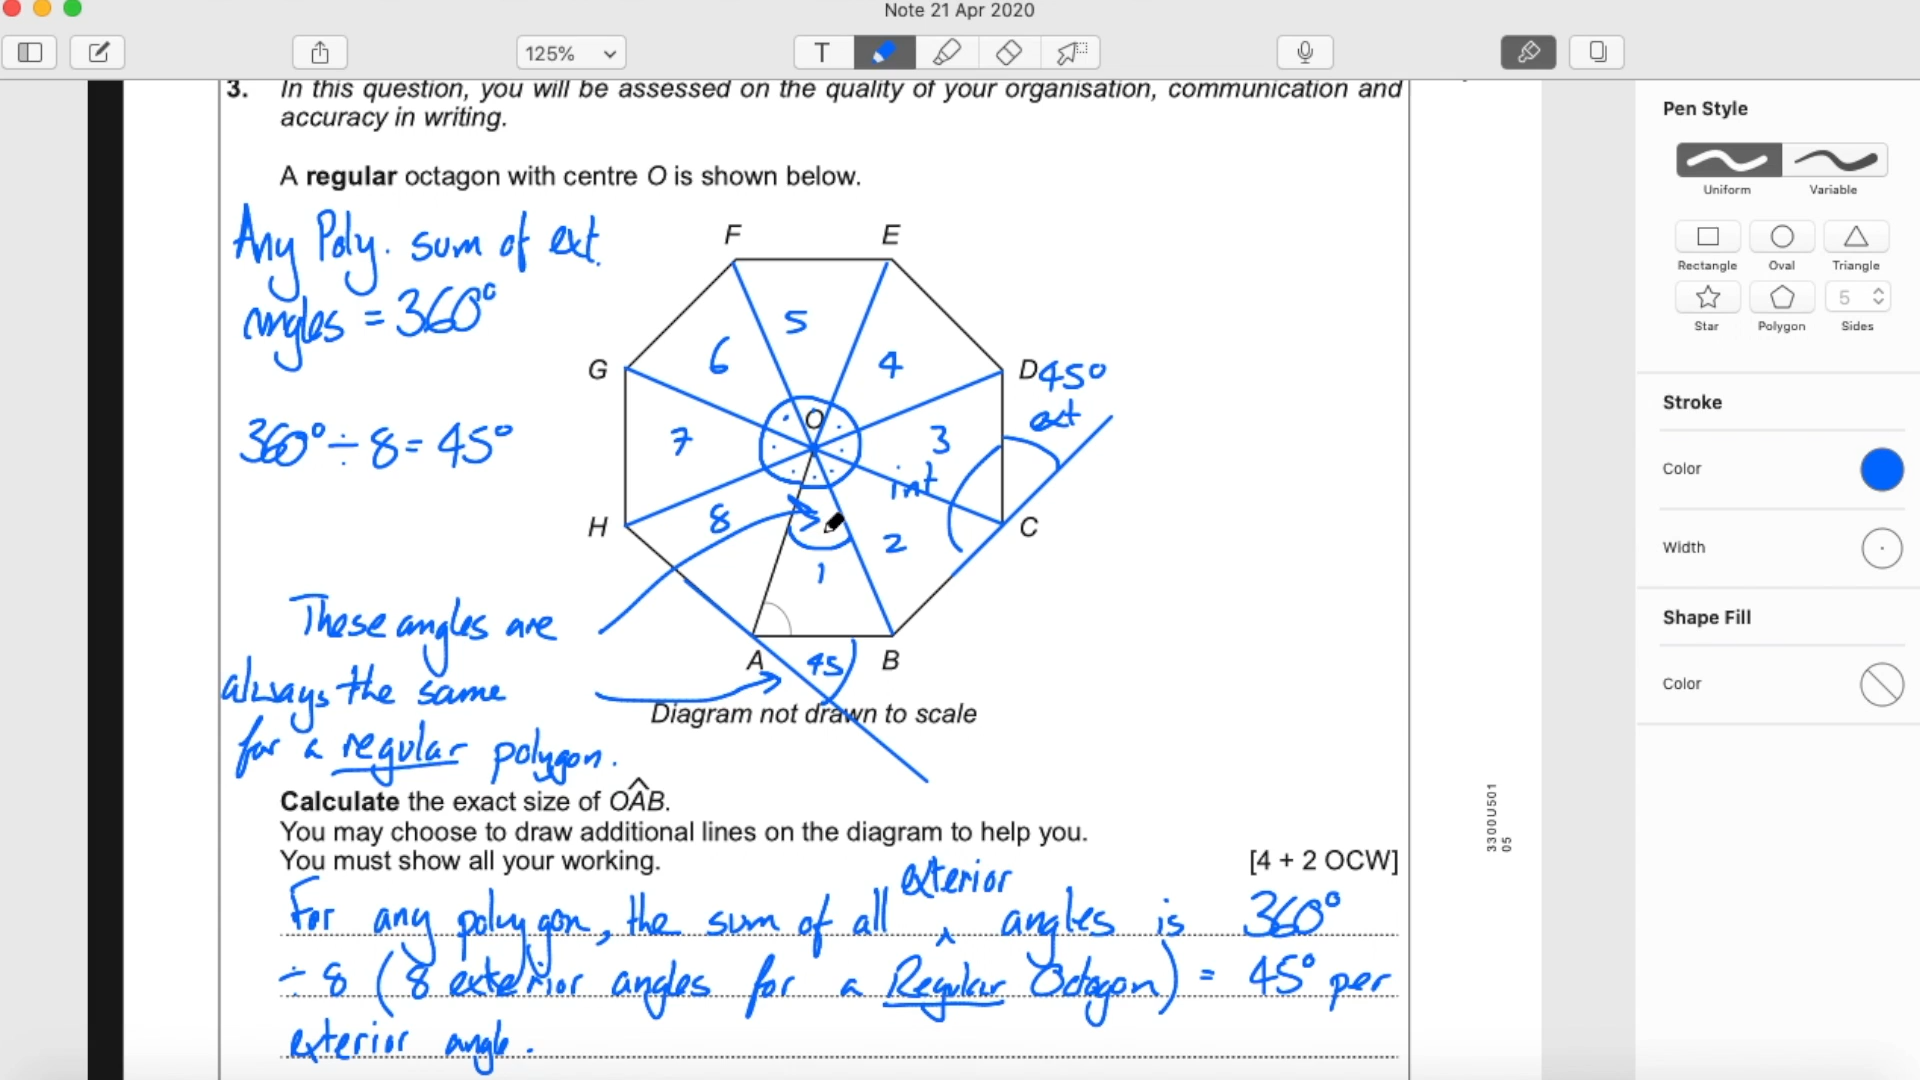 Note 21 Apr 2020
125%
T
3. In this question, you will be assessed on the quality of your organisation, communication and
accuracy in writing.
A regular octagon with centre O is shown below.
Any Poly. sum of ext.
angles = 360°
360° ÷ 8 = 45°
F E
5
6 4
G D 45°
O ext
7 3
int
H 8 2 C
1
These angles are
always the same
for a regular polygon.
A 45 B
Diagram not drawn to scale
Calculate the exact size of OÂB.
You may choose to draw additional lines on the diagram to help you.
You must show all your working.
[4 + 2 OCW]
exterior
For any polygon, the sum of all ^ angles is 360°
÷ 8 (8 exterior angles for a Regular Octagon) = 45° per
exterior angle.
3300U501
05
Pen Style
Uniform Variable
Rectangle Oval Triangle
5
Star Polygon Sides
Stroke
Color
Width
Shape Fill
Color